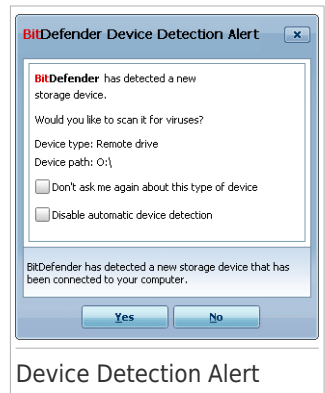 BitDefender Device Detection Alert
BitDefender has detected a new
storage device.
Would you like to scan it for viruses?
Device type: Remote drive
Device path: O:\
Don't ask me again about this type of device
Disable automatic device detection
BitDefender has detected a new storage device that has
been connected to your computer.
Yes
No
Device Detection Alert